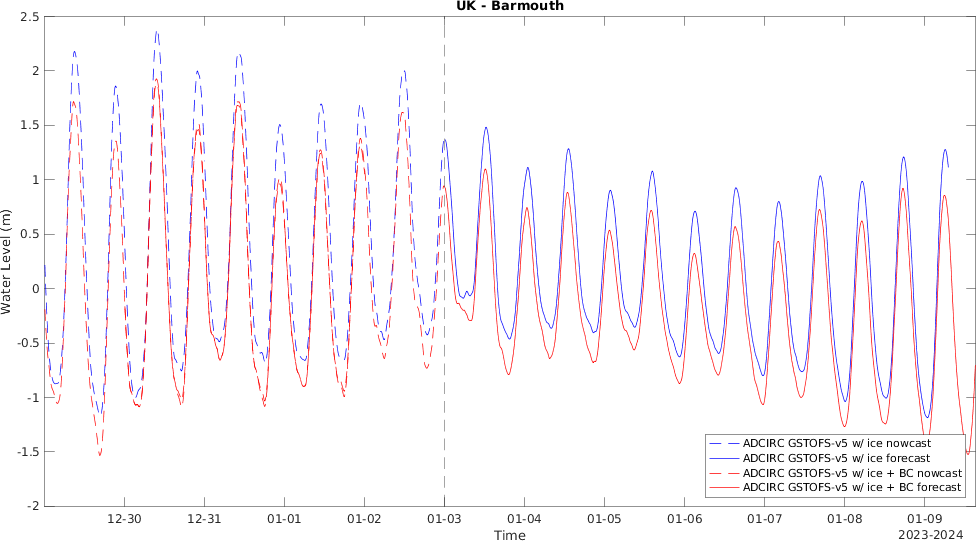 UK - Barmouth
2.5
2
1.5
1
0.5
0
-0.5
-1
-1.5
-2
Water Level (m)
ADCIRC GSTOFS-v5 w/ ice nowcast
ADCIRC GSTOFS-v5 w/ ice forecast
ADCIRC GSTOFS-v5 w/ ice + BC nowcast
ADCIRC GSTOFS-v5 w/ ice + BC forecast
12-30 12-31 01-01 01-02 01-03 01-04 01-05 01-06 01-07 01-08 01-09
Time
2023-2024